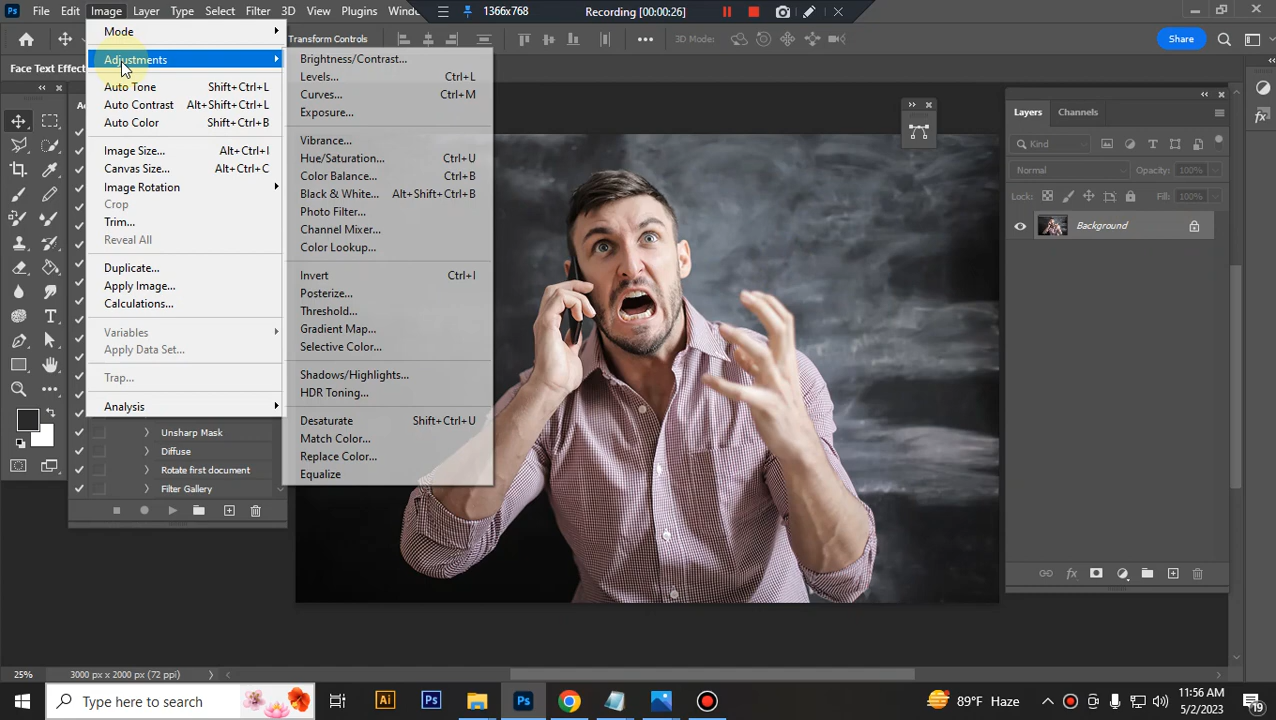 Ps File Edit Image Layer Type Select Filter 3D View Plugins Windo 1366x768 Recording [00:00:26]
Transform Controls 3D Mode: Share
Face Text Effect
Mode
Adjustments
Auto Tone Shift+Ctrl+L
Auto Contrast Alt+Shift+Ctrl+L
Auto Color Shift+Ctrl+B
Image Size... Alt+Ctrl+I
Canvas Size... Alt+Ctrl+C
Image Rotation
Crop
Trim...
Reveal All
Duplicate...
Apply Image...
Calculations...
Variables
Apply Data Set...
Trap...
Analysis
Brightness/Contrast...
Levels... Ctrl+L
Curves... Ctrl+M
Exposure...
Vibrance...
Hue/Saturation... Ctrl+U
Color Balance... Ctrl+B
Black & White... Alt+Shift+Ctrl+B
Photo Filter...
Channel Mixer...
Color Lookup...
Invert Ctrl+I
Posterize...
Threshold...
Gradient Map...
Selective Color...
Shadows/Highlights...
HDR Toning...
Desaturate Shift+Ctrl+U
Match Color...
Replace Color...
Equalize
Unsharp Mask
Diffuse
Rotate first document
Filter Gallery
Layers Channels
Kind
Normal Opacity: 100%
Lock: Fill: 100%
Background
25% 3000 px x 2000 px (72 ppi)
Type here to search Ai Ps Ps 89°F Haze 11:56 AM
5/2/2023 19